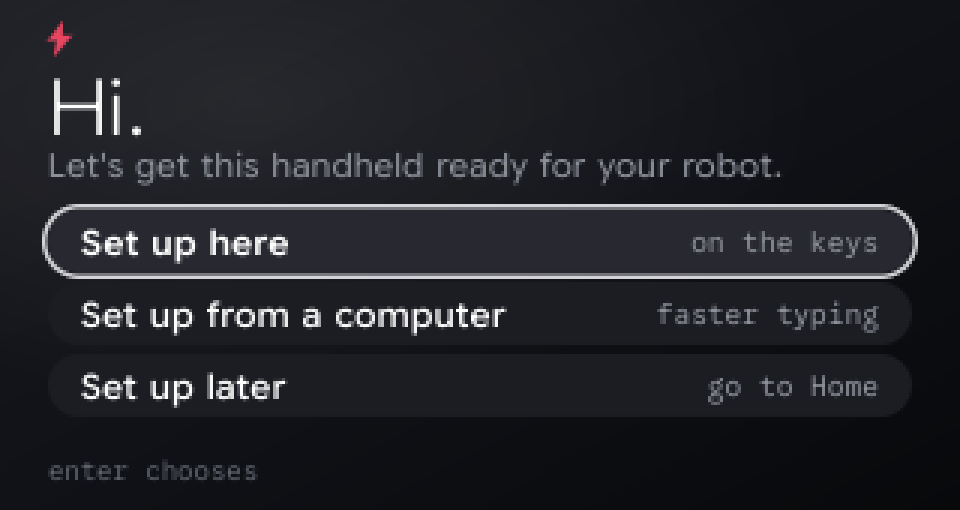 Hi.
Let's get this handheld ready for your robot.
Set up here on the keys
Set up from a computer faster typing
Set up later go to Home
enter chooses